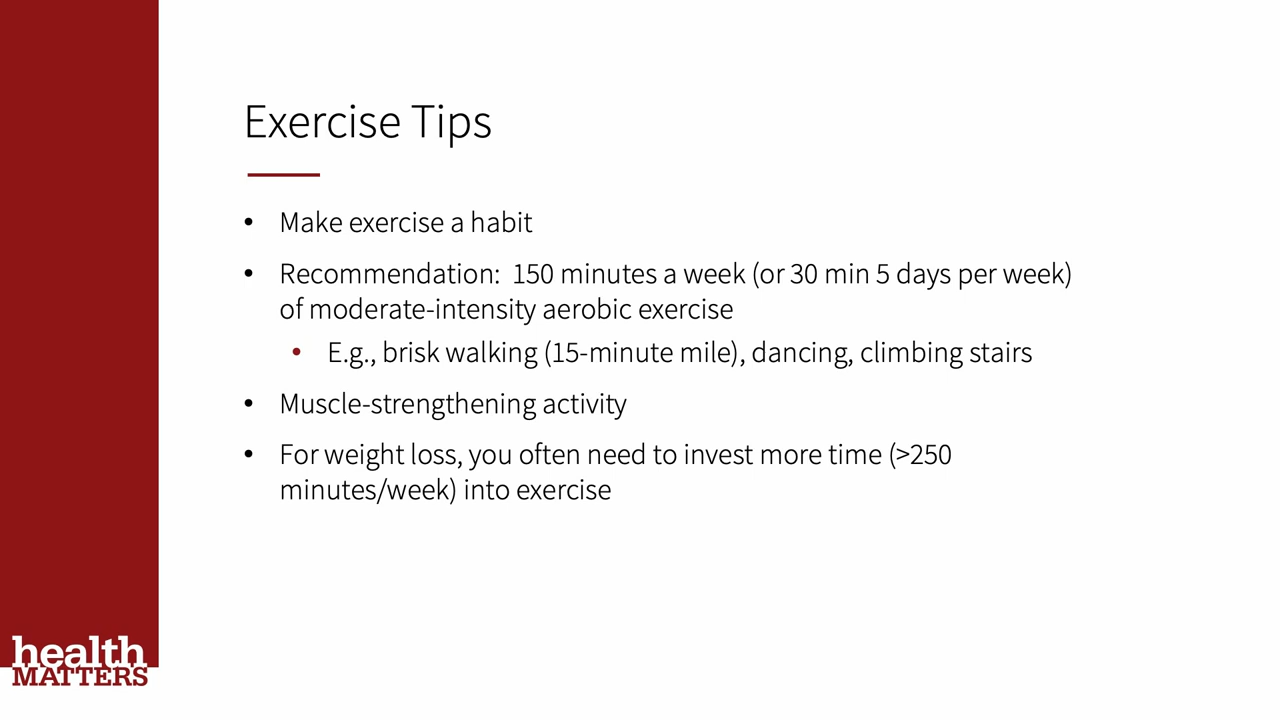 Exercise Tips
• Make exercise a habit
• Recommendation: 150 minutes a week (or 30 min 5 days per week)
of moderate-intensity aerobic exercise
• E.g., brisk walking (15-minute mile), dancing, climbing stairs
• Muscle-strengthening activity
• For weight loss, you often need to invest more time (>250
minutes/week) into exercise
health
MATTERS